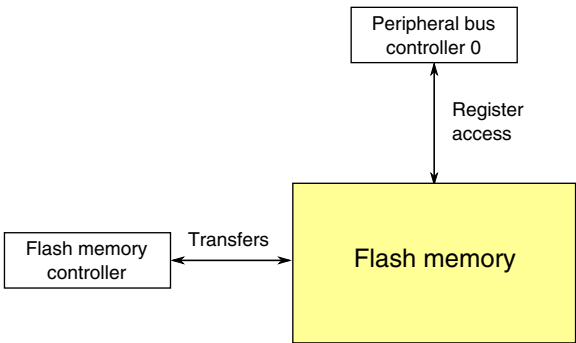 Peripheral bus
controller 0
Register
access
Transfers
Flash memory
controller
Flash memory